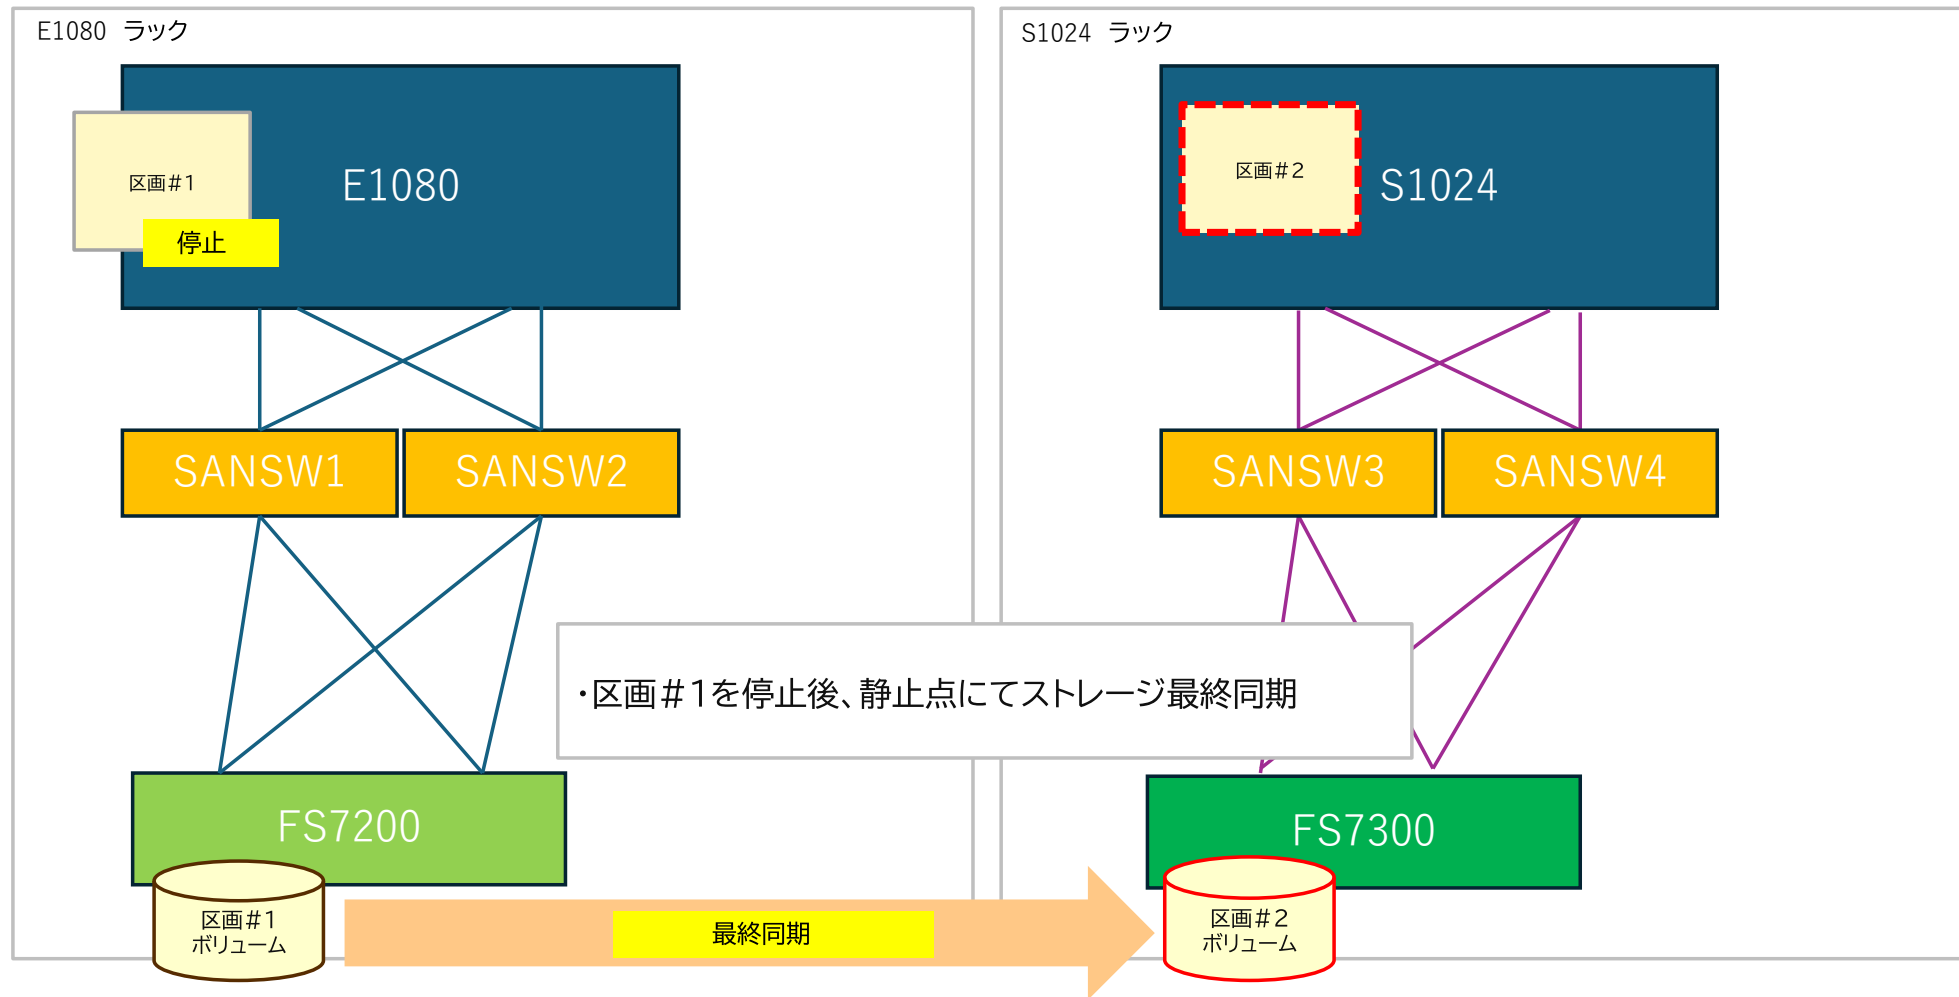 E1080 ラック
S1024 ラック
区画#1
停止
E1080
区画#2
S1024
SANSW1
SANSW2
SANSW3
SANSW4
・区画#1を停止後、静止点にてストレージ最終同期
FS7200
FS7300
区画#1
ボリューム
最終同期
区画#2
ボリューム